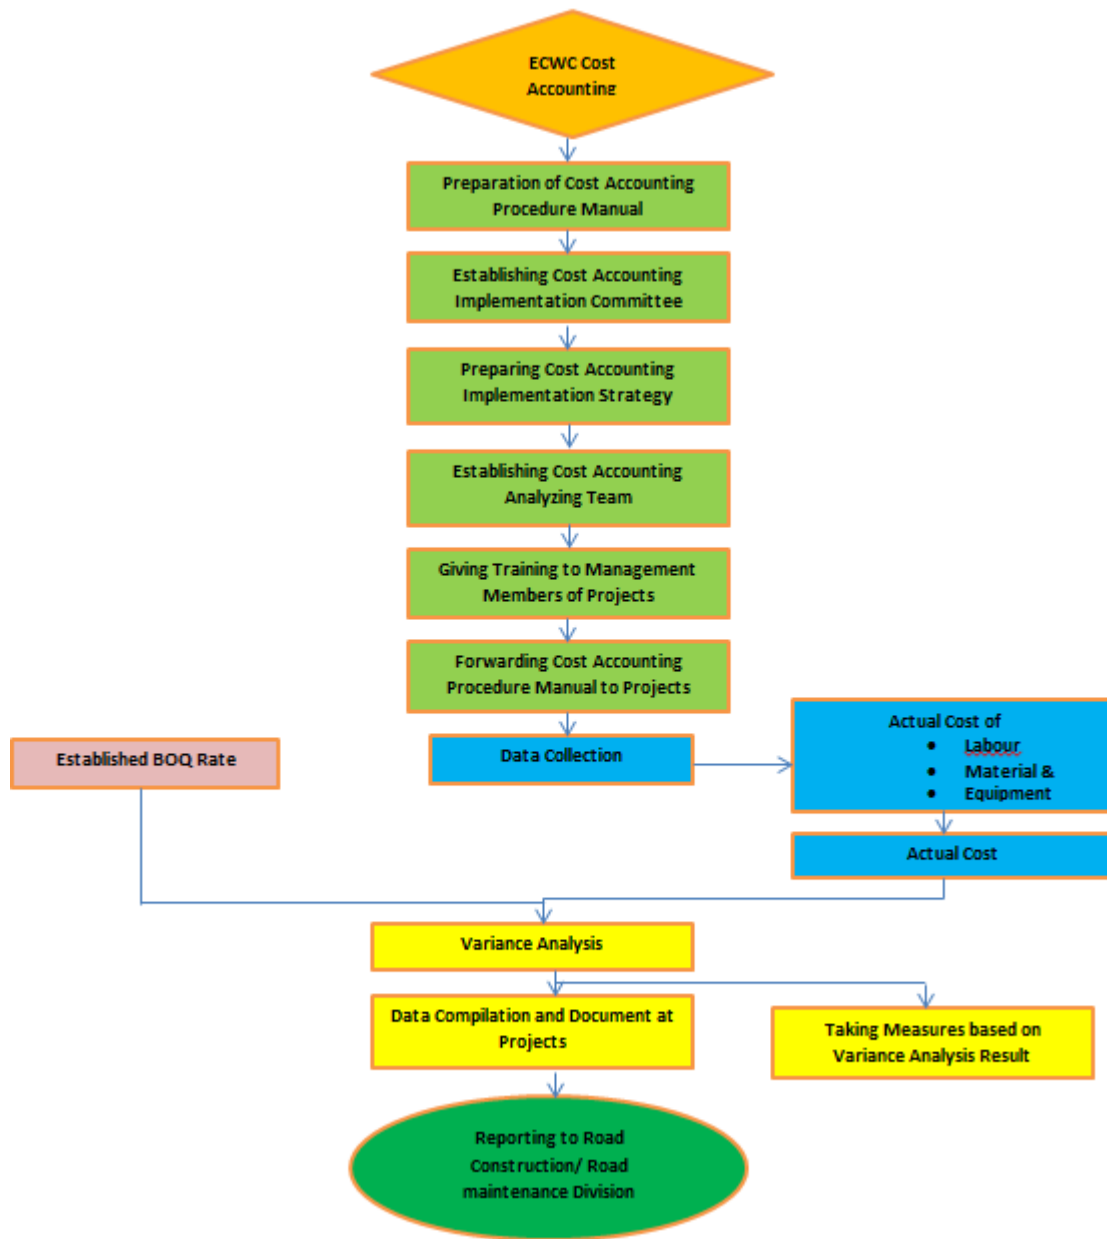 ECWC Cost
Accounting
Preparation of Cost Accounting
Procedure Manual
Establishing Cost Accounting
Implementation Committee
Preparing Cost Accounting
Implementation Strategy
Establishing Cost Accounting
Analyzing Team
Giving Training to Management
Members of Projects
Forwarding Cost Accounting
Procedure Manual to Projects
Established BOQ Rate
Data Collection
Actual Cost of
• Labour
• Material &
• Equipment
Actual Cost
Variance Analysis
Data Compilation and Document at
Projects
Taking Measures based on
Variance Analysis Result
Reporting to Road
Construction/ Road
maintenance Division